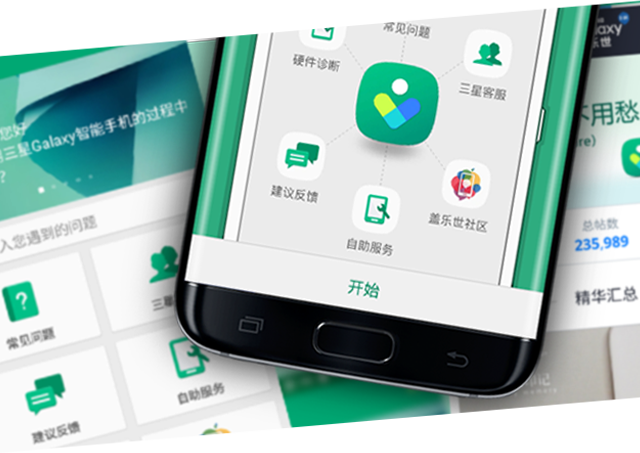 常见问题
硬件诊断
三星客服
建议反馈
盖乐世社区
自助服务
开始
您好
三星Galaxy智能手机的过程中
?
入您遇到的问题
常见问题
建议反馈
自助服务
axy
乐世
不用愁
re)
总帖数
235,989
精华汇总